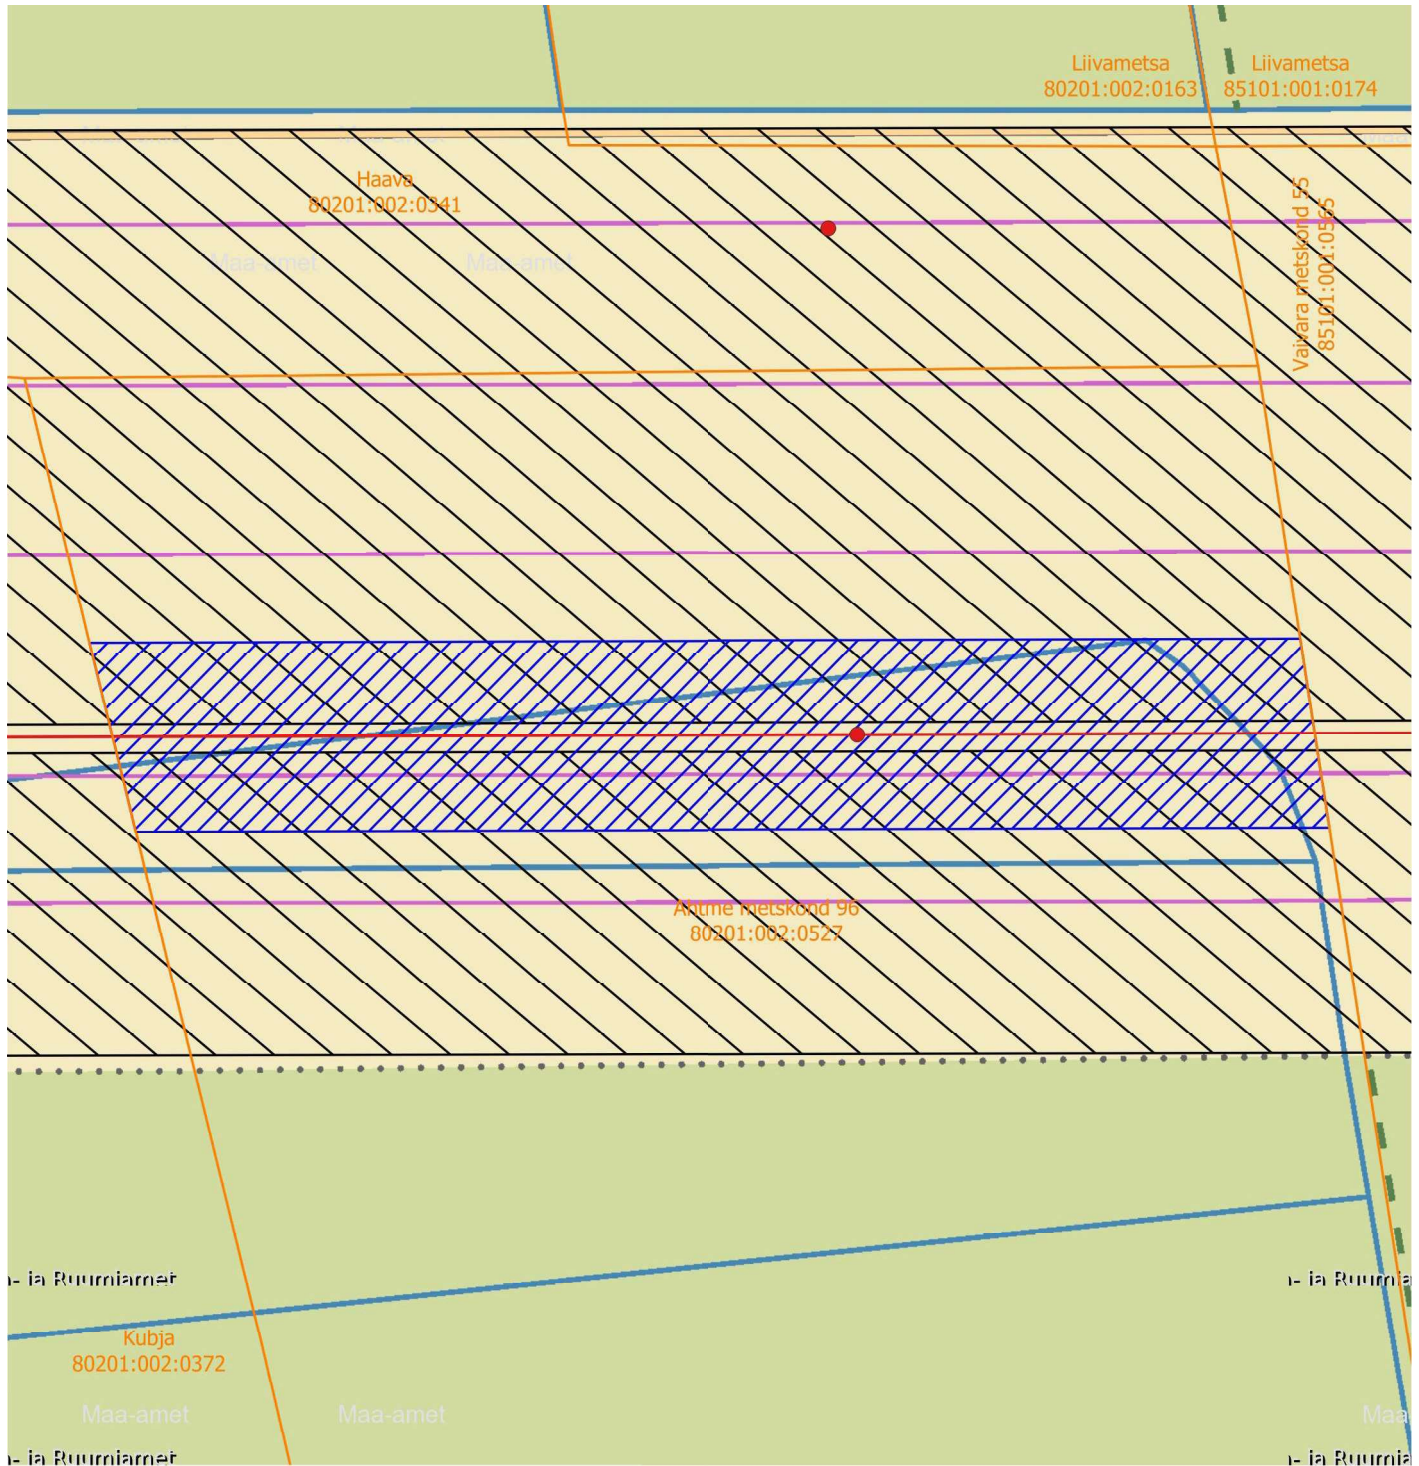 Liivametsa
80201:002:0163
Liivametsa
85101:001:0174
Haava
80201:002:0341
Vaivara metskond 55
85101:001:0565
Maa-amet
Maa-amet
Ahtme metskond 96
80201:002:0527
- ja Ruumiamet
- ja Ruumia
Kubja
80201:002:0372
Maa-amet
Maa-amet
Maa
- ja Ruumiamet
- ja Ruumia